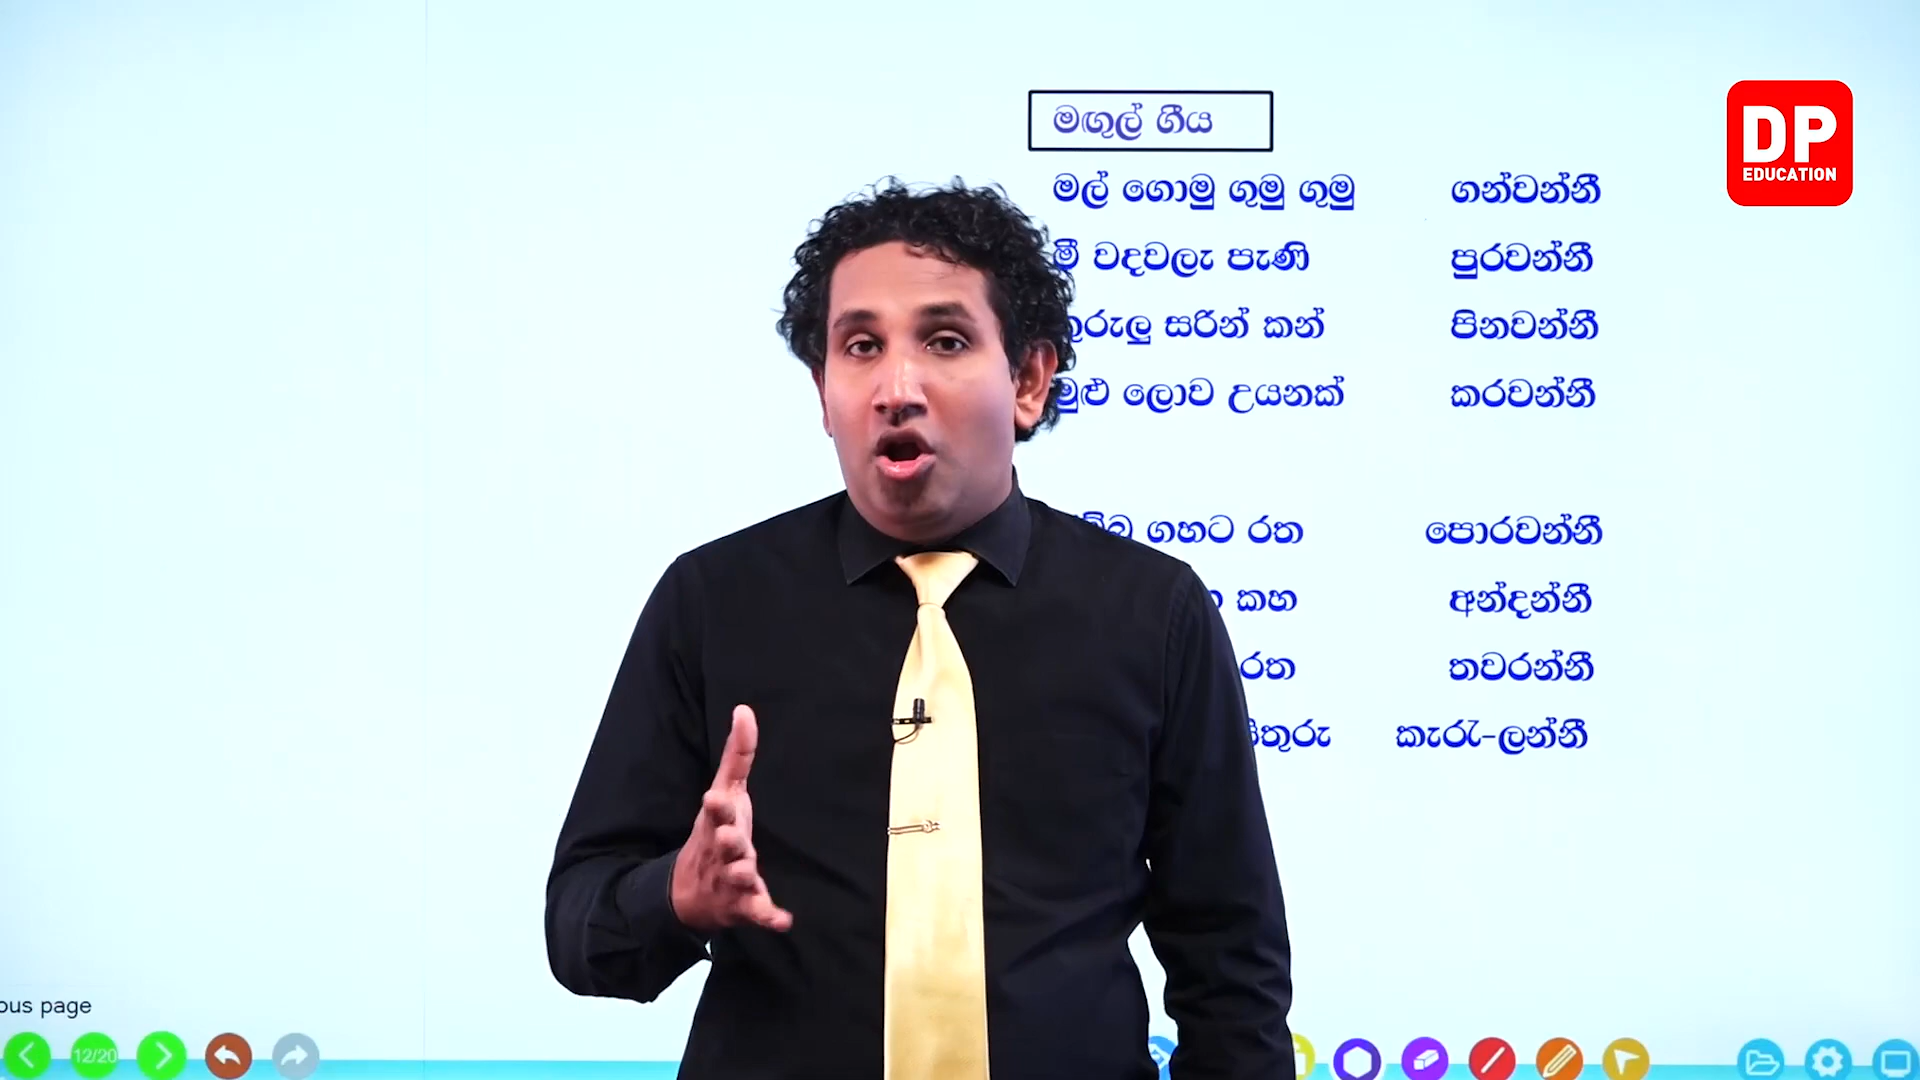 මඟුල් ගීය
මල් ගොමු ගුමු ගුමු ගන්වන්නී
මී වදවලැ පැණි පුරවන්නී
සරින් කන් පිනවන්නී
ලොව උයනක් කරවන්නී
ගහට රත පොරවන්නී
කහ අන්දන්නී
රත තවරන්නී
කැරැ-ලන්නී
DP
EDUCATION
page
12/20